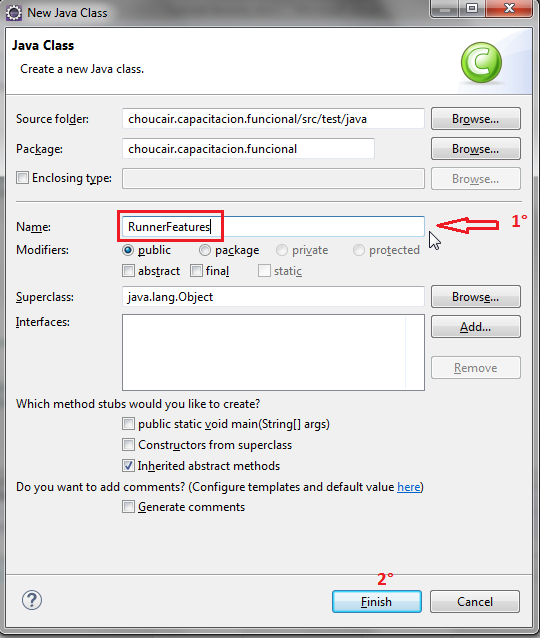 New Java Class
Java Class
Create a new Java class.
C
Source folder: choucair.capacitacion.funcional/src/test/java Browse...
Package: choucair.capacitacion.funcional Browse...
Enclosing type: Browse...
Name: RunnerFeatures 1°
Modifiers: public package private protected
abstract final static
Superclass: java.lang.Object Browse...
Interfaces: Add...
Remove
Which method stubs would you like to create?
public static void main(String[] args)
Constructors from superclass
Inherited abstract methods
Do you want to add comments? (Configure templates and default value here)
Generate comments
2°
? Finish Cancel